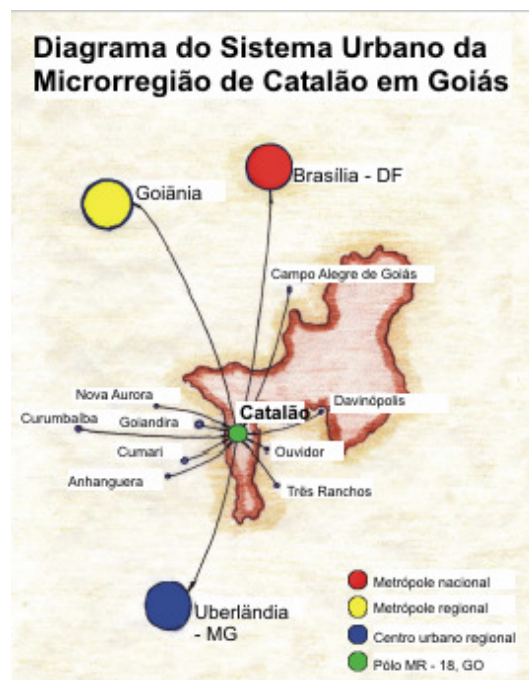 Diagrama do Sistema Urbano da
Microrregião de Catalão em Goiás
Goiânia
Brasília - DF
Campo Alegre de Goiás
Nova Aurora
Catalão
Davinópolis
Curumbaíba
Goiandira
Cumari
Ouvidor
Anhanguera
Três Ranchos
Uberlândia
- MG
Metrópole nacional
Metrópole regional
Centro urbano regional
Pólo MR - 18, GO